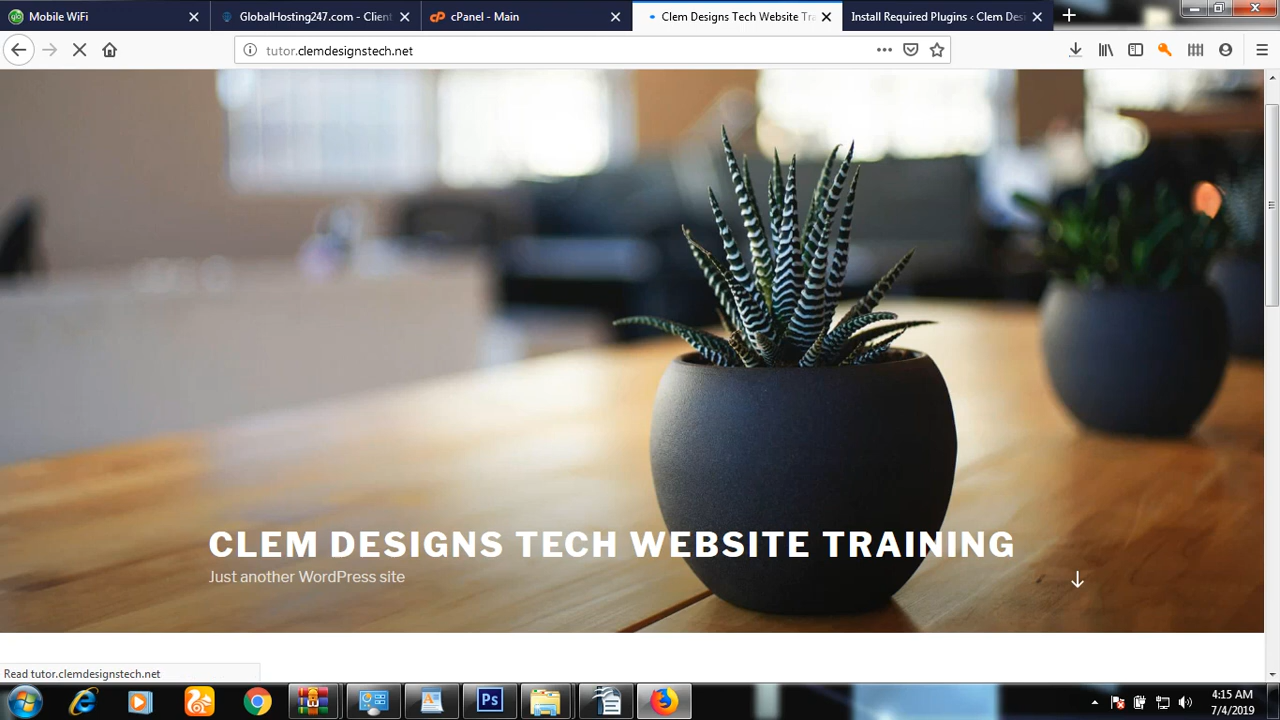 Mobile WiFi
GlobalHosting247.com - Client
cPanel - Main
Clem Designs Tech Website Tra
Install Required Plugins ‹ Clem Des
tutor.clemdesignstech.net
CLEM DESIGNS TECH WEBSITE TRAINING
Just another WordPress site
Read tutor.clemdesignstech.net
Ps
4:15 AM
7/4/2019